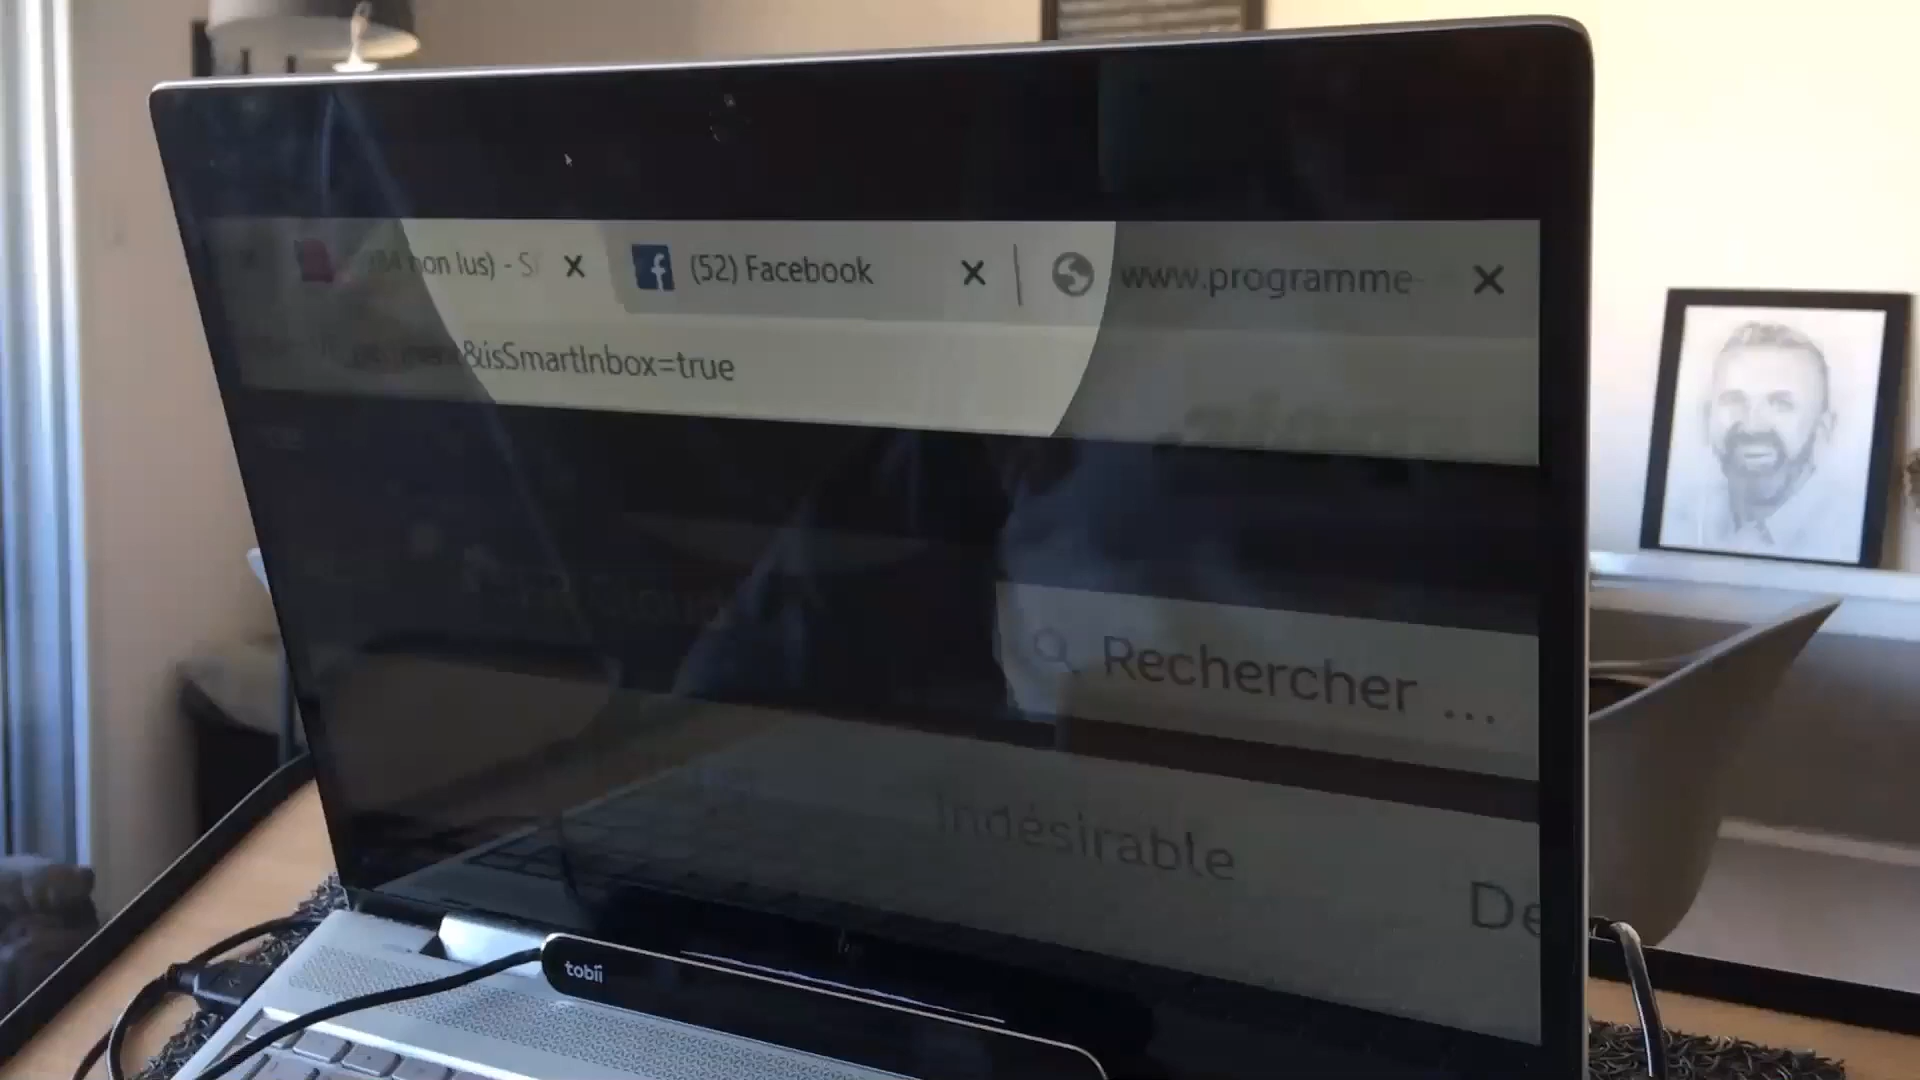 non lus) - S
(52) Facebook
www.programme-
&isSmartInbox=true
Rechercher ...
Indésirable
De
tobii